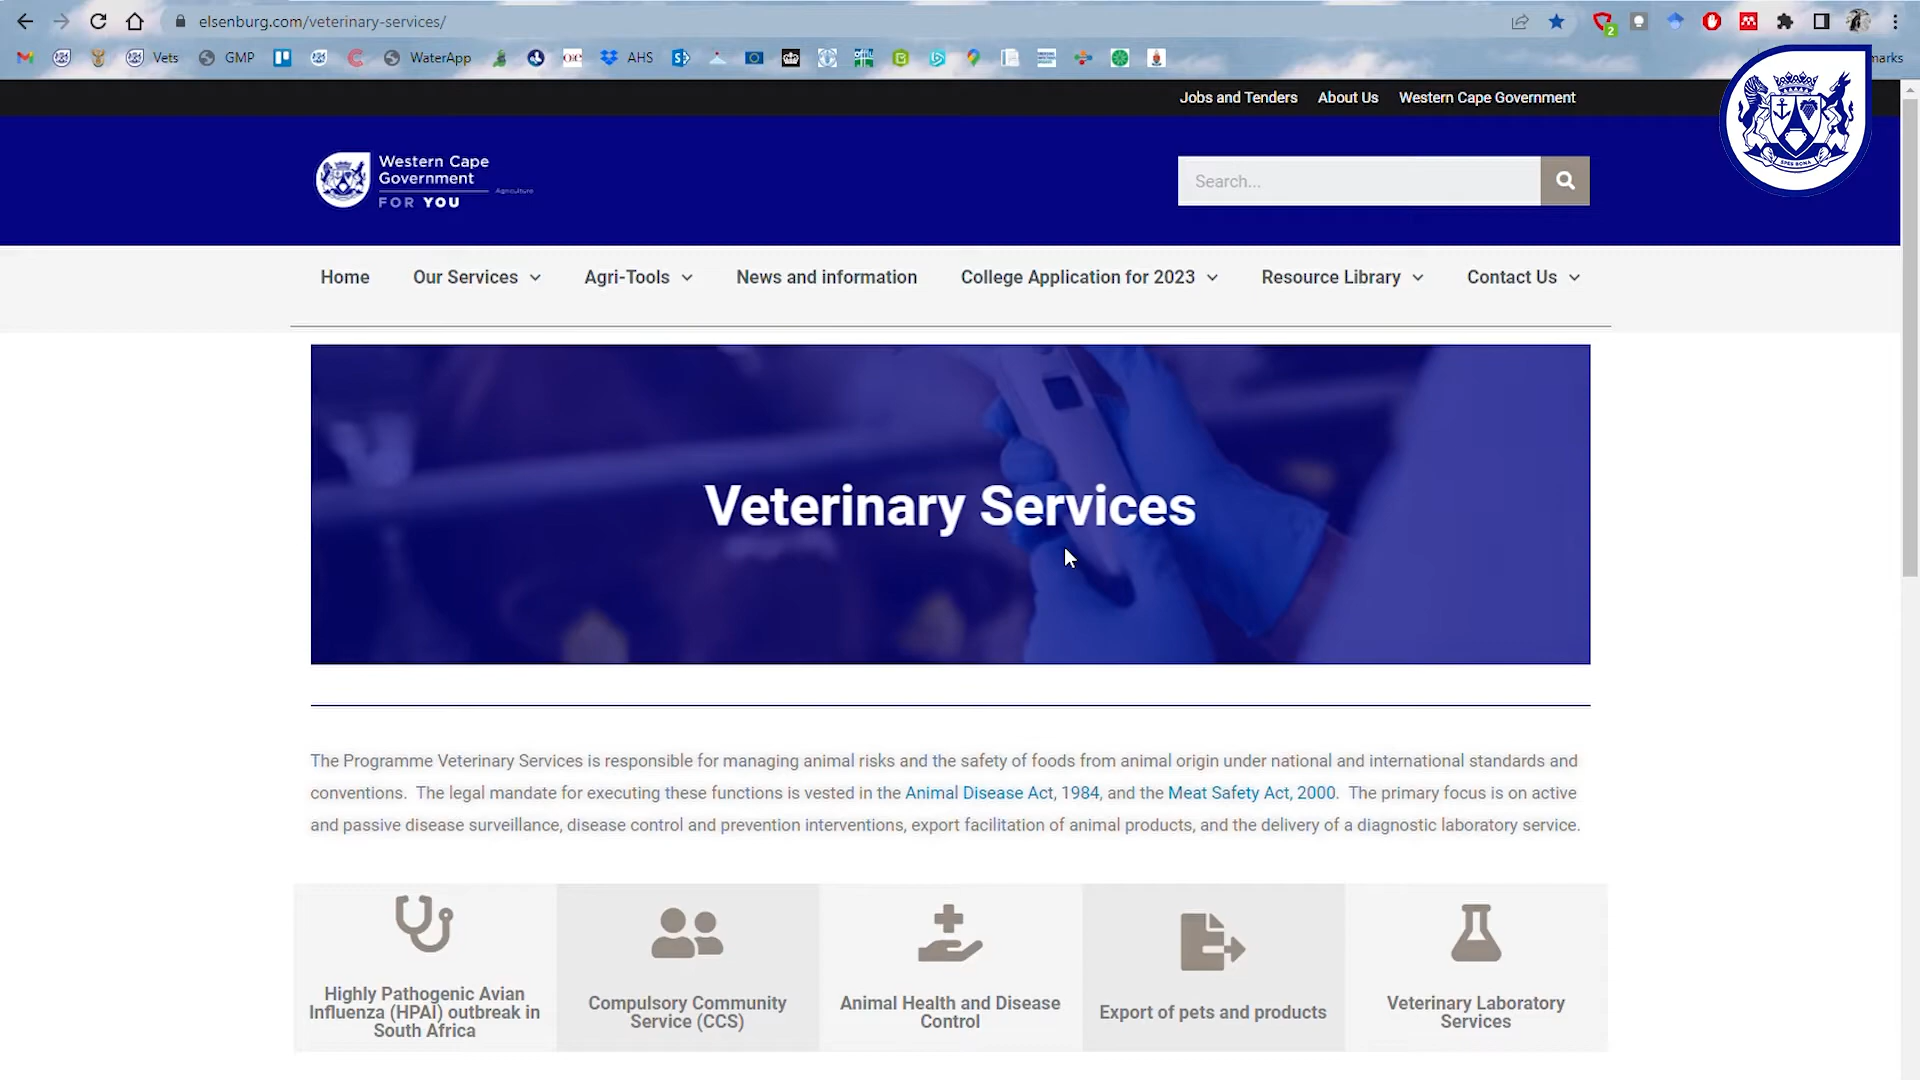 elsenburg.com/veterinary-services/
2
Vets
GMP
WaterApp
AHS
marks
Jobs and Tenders
About Us
Western Cape Government
Western Cape
Government
Agriculture
FOR YOU
Search...
SPES BONA
Home
Our Services
Agri-Tools
News and information
College Application for 2023
Resource Library
Contact Us
Veterinary Services
The Programme Veterinary Services is responsible for managing animal risks and the safety of foods from animal origin under national and international standards and
conventions. The legal mandate for executing these functions is vested in the Animal Disease Act, 1984, and the Meat Safety Act, 2000. The primary focus is on active
and passive disease surveillance, disease control and prevention interventions, export facilitation of animal products, and the delivery of a diagnostic laboratory service.
Highly Pathogenic Avian
Influenza (HPAI) outbreak in
South Africa
Compulsory Community
Service (CCS)
Animal Health and Disease
Control
Export of pets and products
Veterinary Laboratory
Services